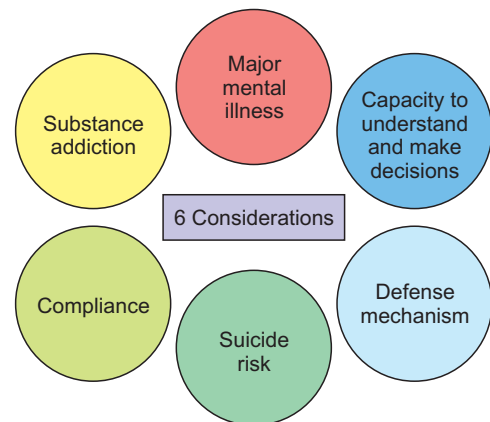 Major
mental
illness
Substance
addiction
Capacity to
understand
and make
decisions
6 Considerations
Compliance
Defense
mechanism
Suicide
risk